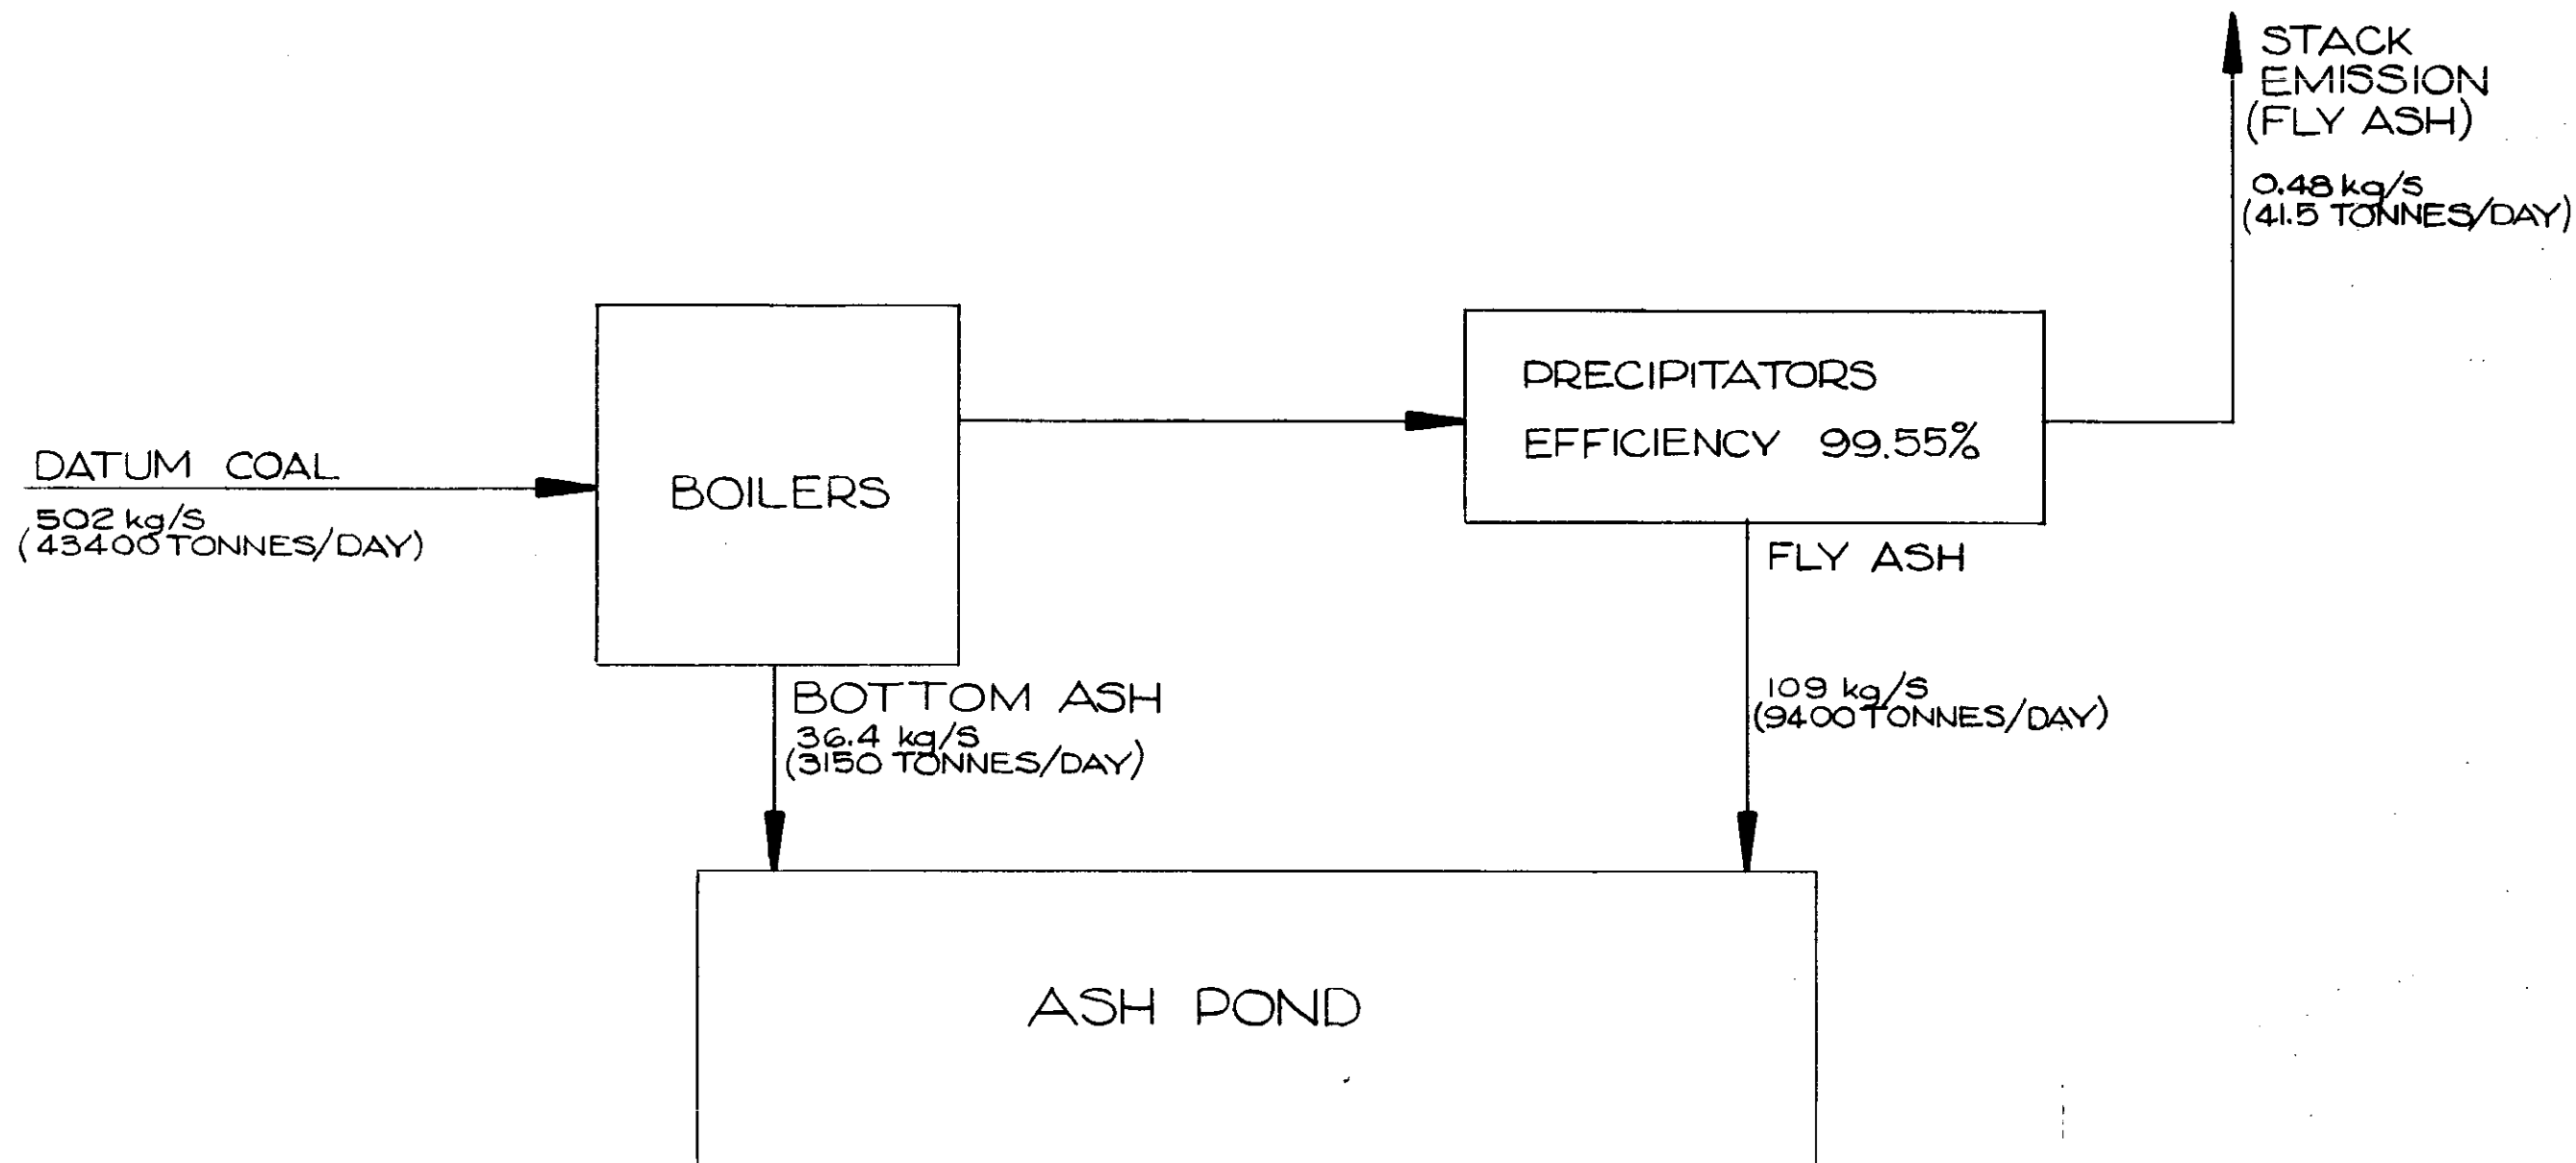 STACK
EMISSION
(FLY ASH)
0.48 kg/S
(41.5 TONNES/DAY)
PRECIPITATORS
EFFICIENCY 99.55%
DATUM COAL
502 kg/S
(43400 TONNES/DAY)
BOILERS
FLY ASH
BOTTOM ASH
36.4 kg/S
(3150 TONNES/DAY)
109 kg/S
(9400 TONNES/DAY)
ASH POND